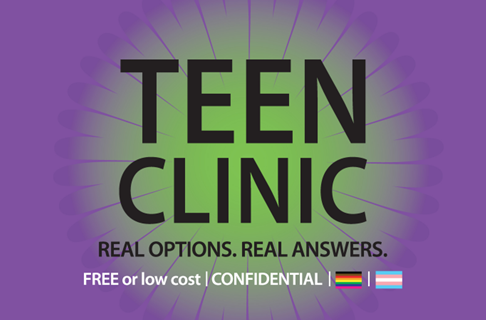 TEEN
CLINIC
REAL OPTIONS. REAL ANSWERS.
FREE or low cost | CONFIDENTIAL | |